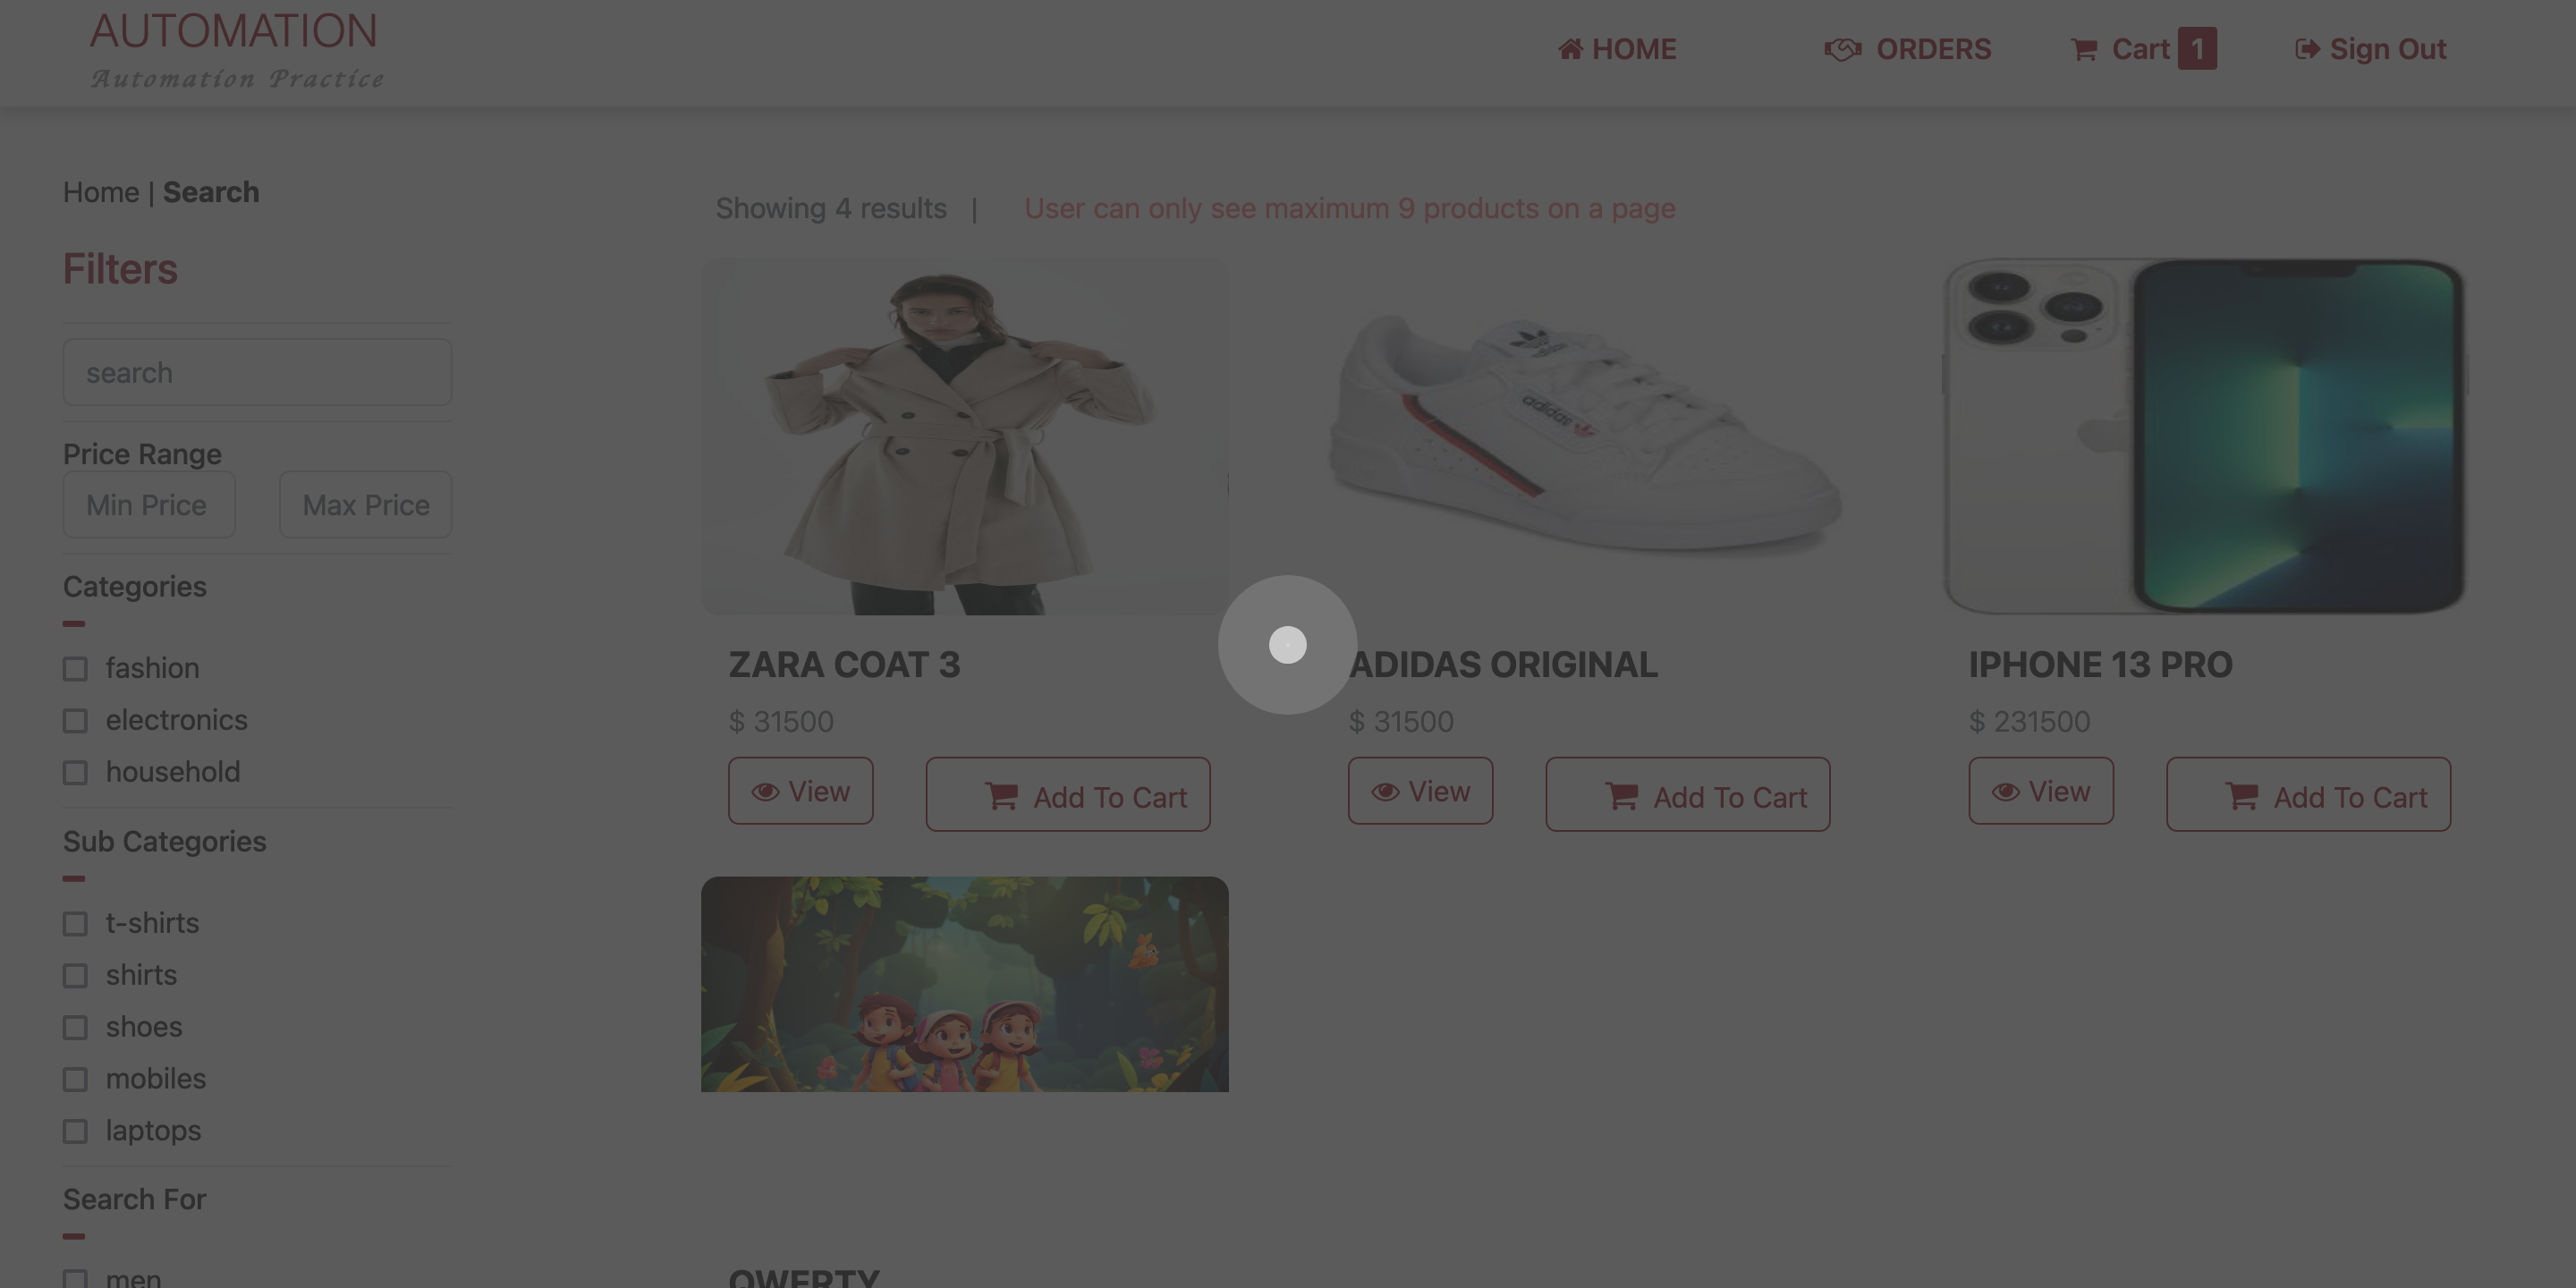 AUTOMATION
Automation Practice
HOME
ORDERS
Cart 1
Sign Out
Home | Search
Showing 4 results |
User can only see maximum 9 products on a page
Filters
search
Price Range
Min Price
Max Price
Categories
fashion
electronics
household
Sub Categories
t-shirts
shirts
shoes
mobiles
laptops
Search For
men
adidas
ZARA COAT 3
$ 31500
View
Add To Cart
ADIDAS ORIGINAL
$ 31500
View
Add To Cart
IPHONE 13 PRO
$ 231500
View
Add To Cart
QWERTY